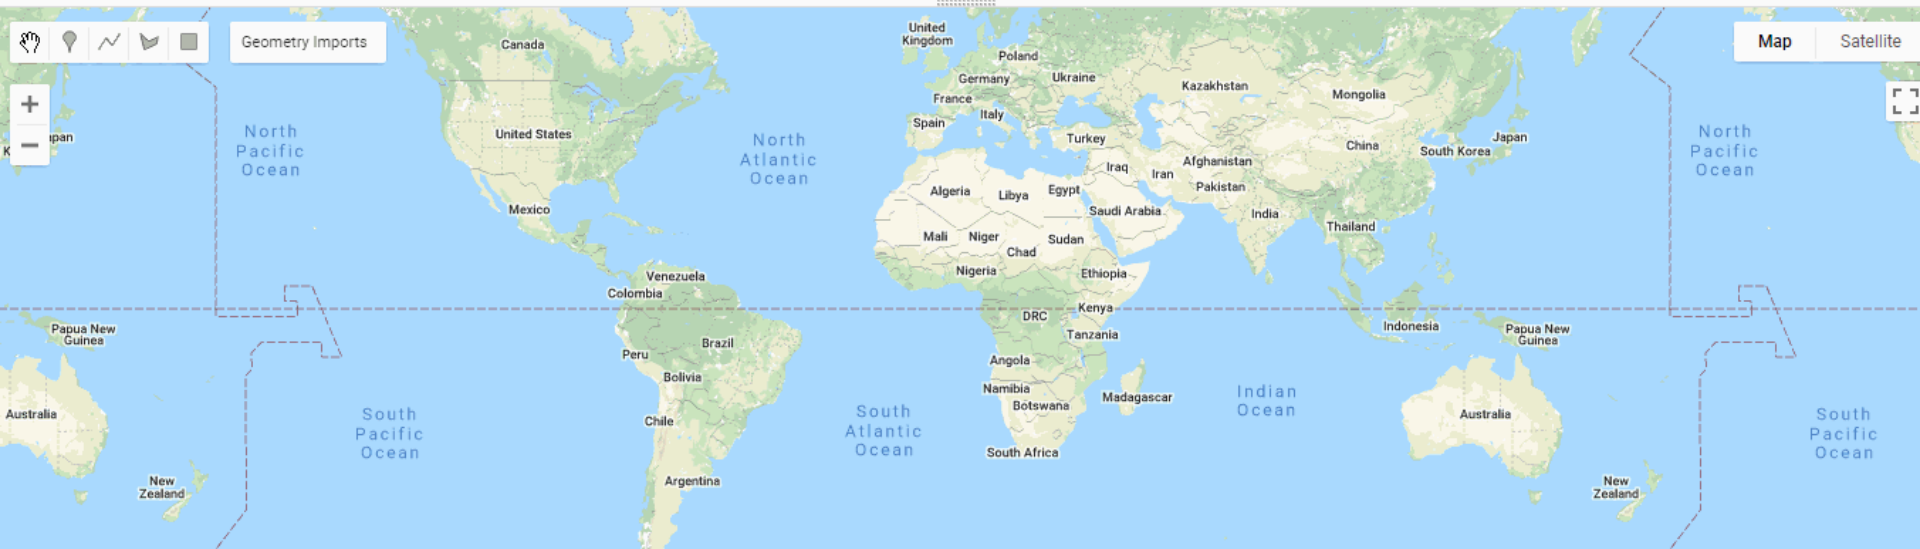 Geometry Imports
Map
Satellite
Canada
United
Kingdom
Poland
Germany
Ukraine
France
Kazakhstan
Mongolia
Italy
Spain
North
Pacific
Ocean
United States
North
Atlantic
Ocean
Turkey
China
South Korea
Japan
North
Pacific
Ocean
apan
K
Iraq
Iran
Afghanistan
Pakistan
Algeria
Libya
Egypt
Saudi Arabia
India
Mexico
Thailand
Mali
Niger
Chad
Sudan
Nigeria
Ethiopia
Venezuela
Colombia
DRC
Kenya
Tanzania
Indonesia
Papua New
Guinea
Papua New
Guinea
Peru
Brazil
Bolivia
Angola
Namibia
Botswana
Madagascar
Indian
Ocean
Australia
South
Pacific
Ocean
Chile
South
Atlantic
Ocean
South Africa
Australia
South
Pacific
Ocean
New
Zealand
Argentina
New
Zealand